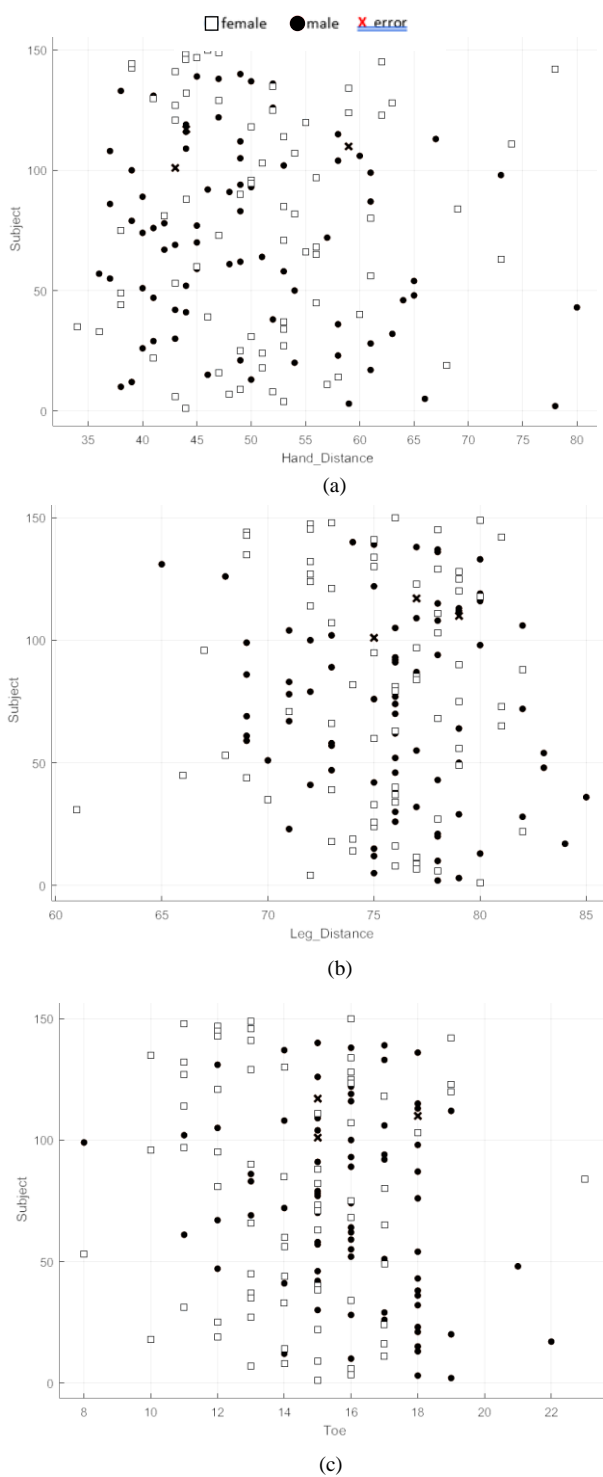 female male X error
150
100
50
0
Subject
35 40 45 50 55 60 65 70 75 80
Hand_Distance
(a)
150
100
50
0
Subject
60 65 70 75 80 85
Leg_Distance
(b)
150
100
50
0
Subject
8 10 12 14 16 18 20 22
Toe
(c)